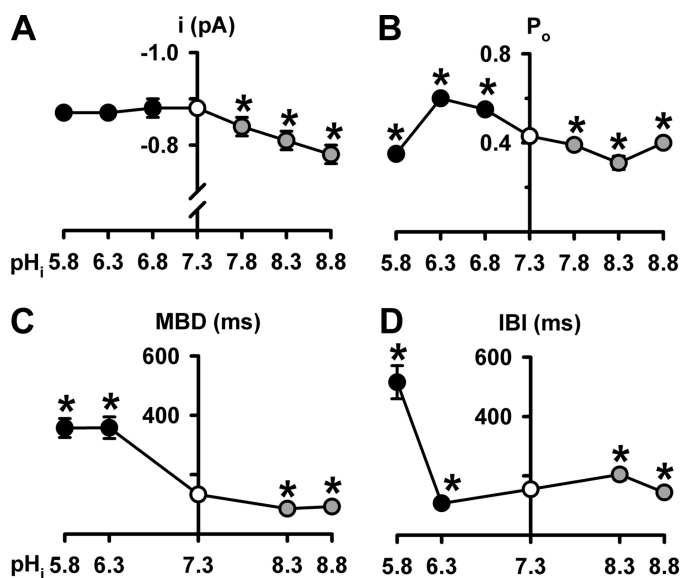 A
i (pA)
-1.0
-0.8
* * *
pHi 5.8 6.3 6.8 7.3 7.8 8.3 8.8
B
Po
0.8
0.4
* * * * * *
5.8 6.3 6.8 7.3 7.8 8.3 8.8
C
MBD (ms)
600
400
* * * *
pHi 5.8 6.3 7.3 8.3 8.8
D
IBI (ms)
600
400
* * * *
5.8 6.3 7.3 8.3 8.8